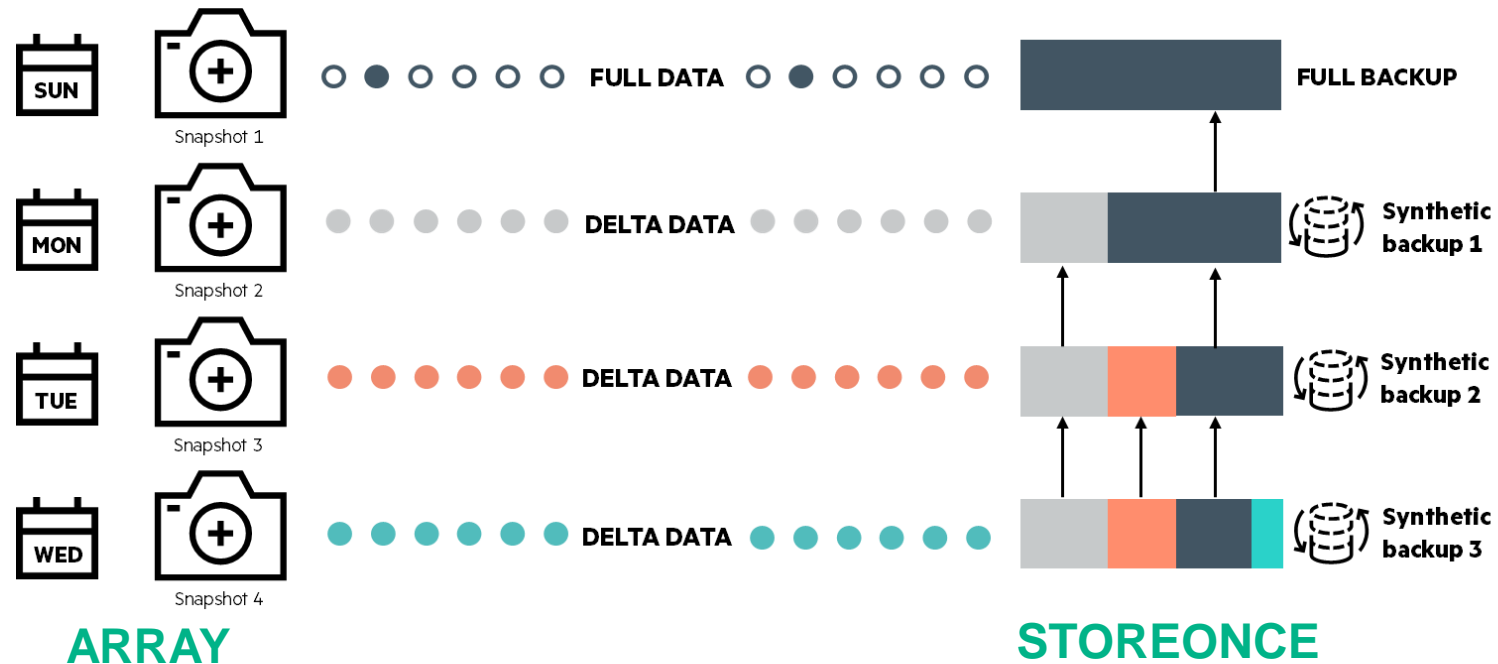 SUN
Snapshot 1
FULL DATA
FULL BACKUP
MON
Snapshot 2
DELTA DATA
Synthetic
backup 1
TUE
Snapshot 3
DELTA DATA
Synthetic
backup 2
WED
Snapshot 4
DELTA DATA
Synthetic
backup 3
ARRAY
STOREONCE